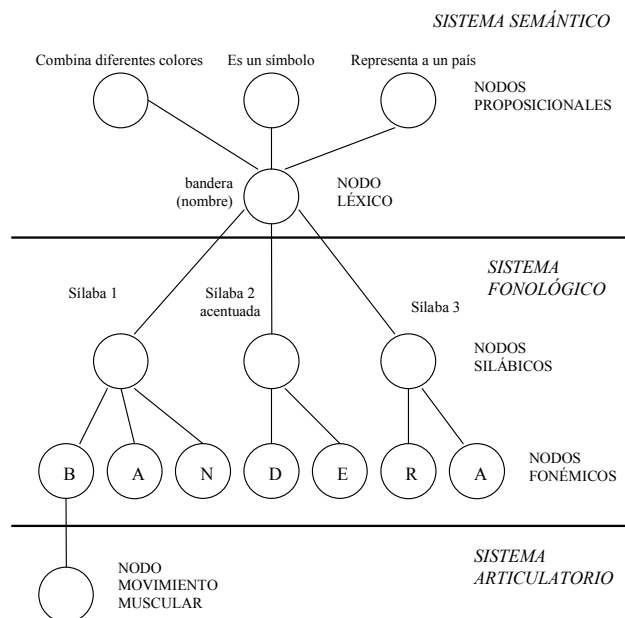 SISTEMA SEMÁNTICO
Combina diferentes colores
Es un símbolo
Representa a un país
NODOS
PROPOSICIONALES
bandera
(nombre)
NODO
LÉXICO
SISTEMA
FONOLÓGICO
Sílaba 1
Sílaba 2
acentuada
Sílaba 3
NODOS
SILÁBICOS
B A N D E R A
NODOS
FONÉMICOS
NODO
MOVIMIENTO
MUSCULAR
SISTEMA
ARTICULATORIO